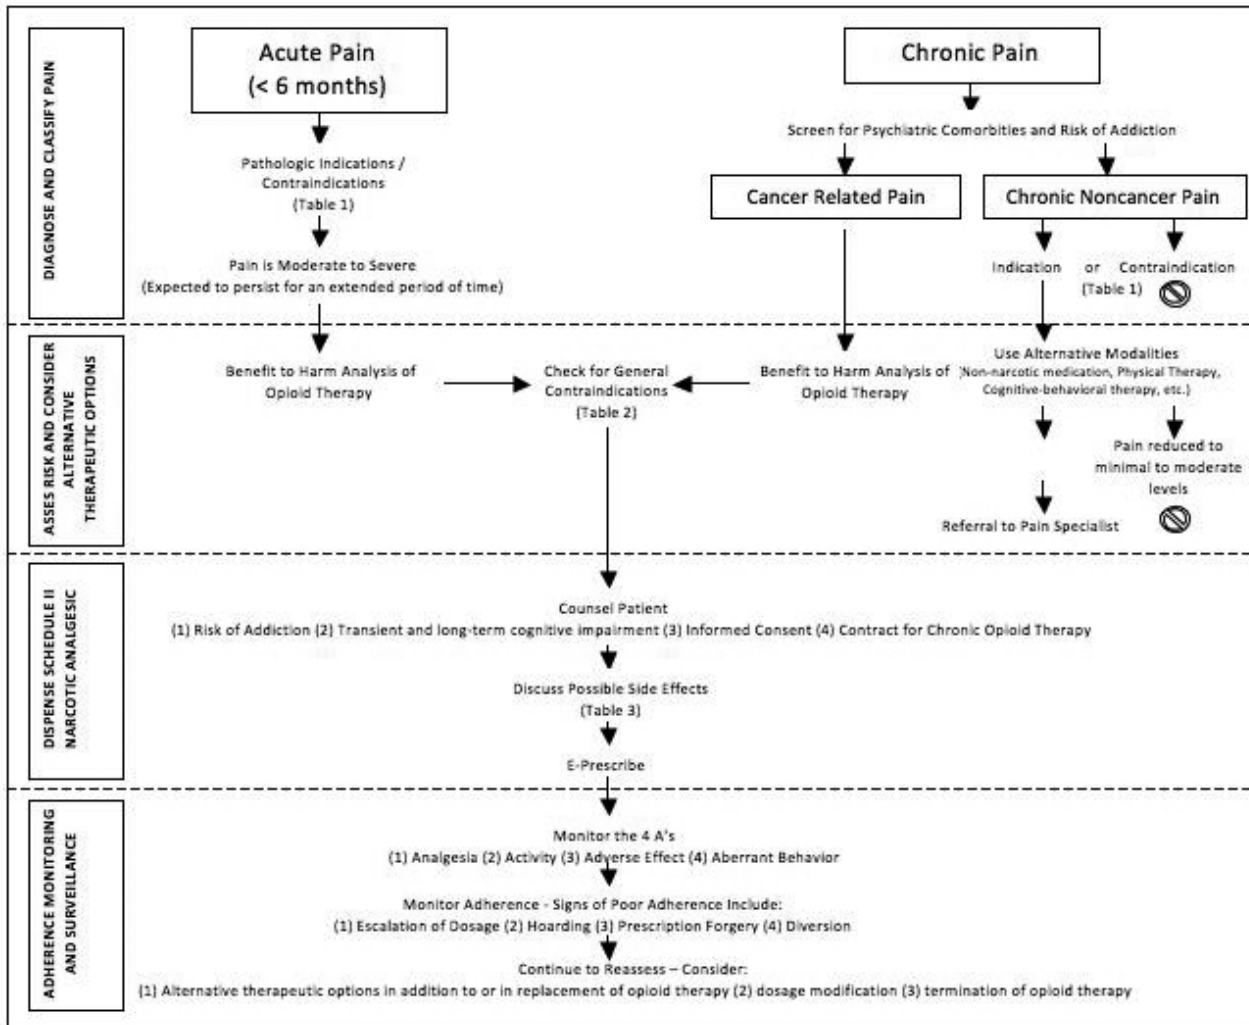 DIAGNOSE AND CLASSIFY PAIN
Acute Pain
(< 6 months)
Pathologic Indications /
Contraindications
(Table 1)
Pain is Moderate to Severe
(Expected to persist for an extended period of time)
Chronic Pain
Screen for Psychiatric Comorbities and Risk of Addiction
Cancer Related Pain
Chronic Noncancer Pain
Indication or Contraindication
(Table 1)
ASSES RISK AND CONSIDER
ALTERNATIVE
THERAPEUTIC OPTIONS
Benefit to Harm Analysis of
Opioid Therapy
Check for General
Contraindications
(Table 2)
Benefit to Harm Analysis of
Opioid Therapy
Use Alternative Modalities
(Non-narcotic medication, Physical Therapy,
Cognitive-behavioral therapy, etc.)
Pain reduced to
minimal to moderate
levels
Referral to Pain Specialist
DISPENSE SCHEDULE II
NARCOTIC ANALGESIC
Counsel Patient
(1) Risk of Addiction (2) Transient and long-term cognitive impairment (3) Informed Consent (4) Contract for Chronic Opioid Therapy
Discuss Possible Side Effects
(Table 3)
E-Prescribe
ADHERENCE MONITORING
AND SURVEILLANCE
Monitor the 4 A's
(1) Analgesia (2) Activity (3) Adverse Effect (4) Aberrant Behavior
Monitor Adherence - Signs of Poor Adherence Include:
(1) Escalation of Dosage (2) Hoarding (3) Prescription Forgery (4) Diversion
Continue to Reassess – Consider:
(1) Alternative therapeutic options in addition to or in replacement of opioid therapy (2) dosage modification (3) termination of opioid therapy